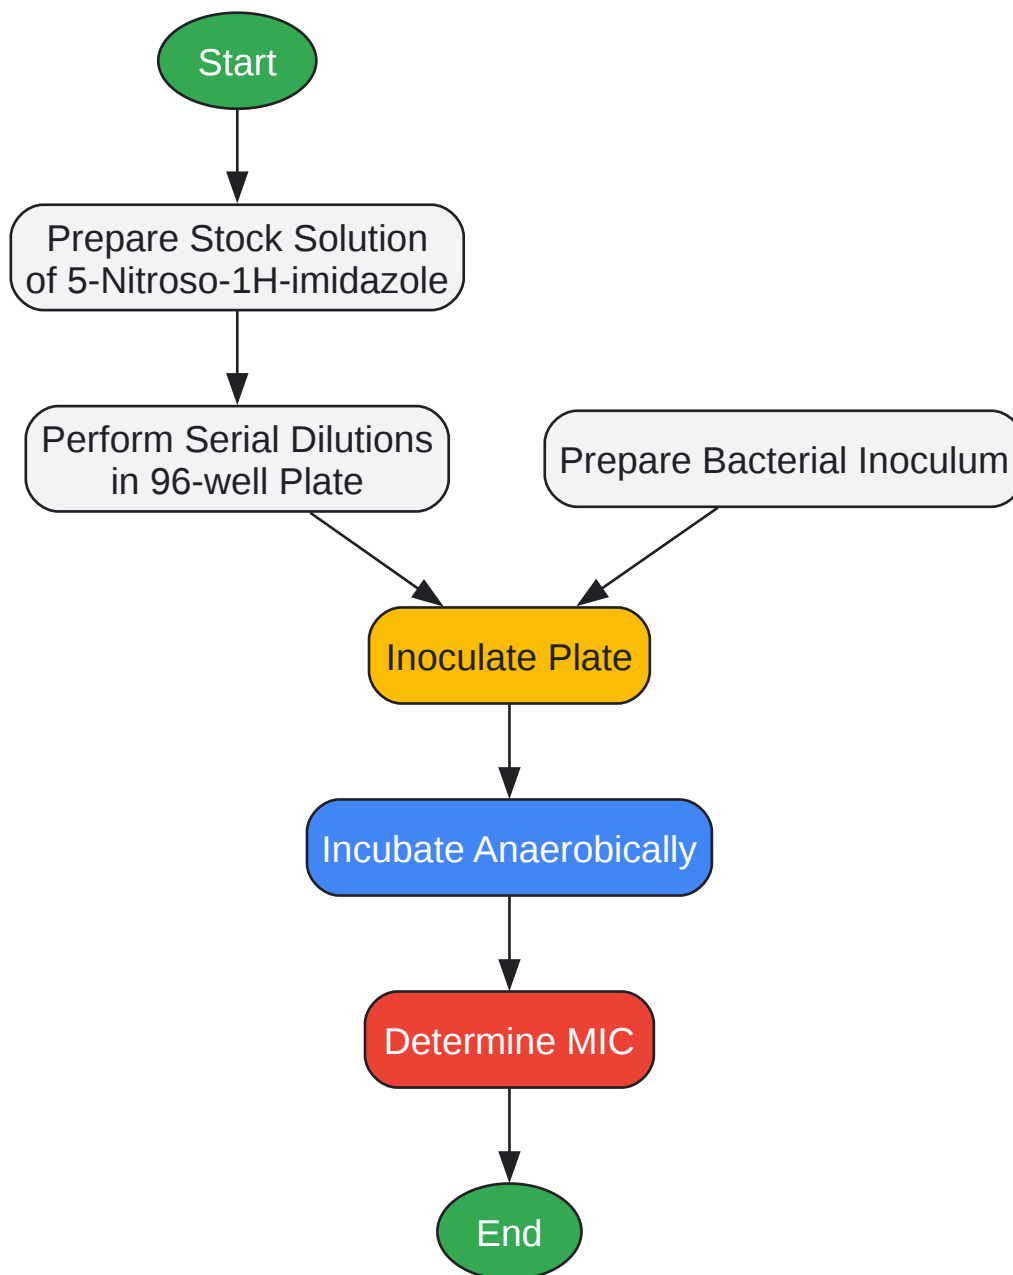 Start
Prepare Stock Solution
of 5-Nitroso-1H-imidazole
Perform Serial Dilutions
in 96-well Plate
Prepare Bacterial Inoculum
Inoculate Plate
Incubate Anaerobically
Determine MIC
End